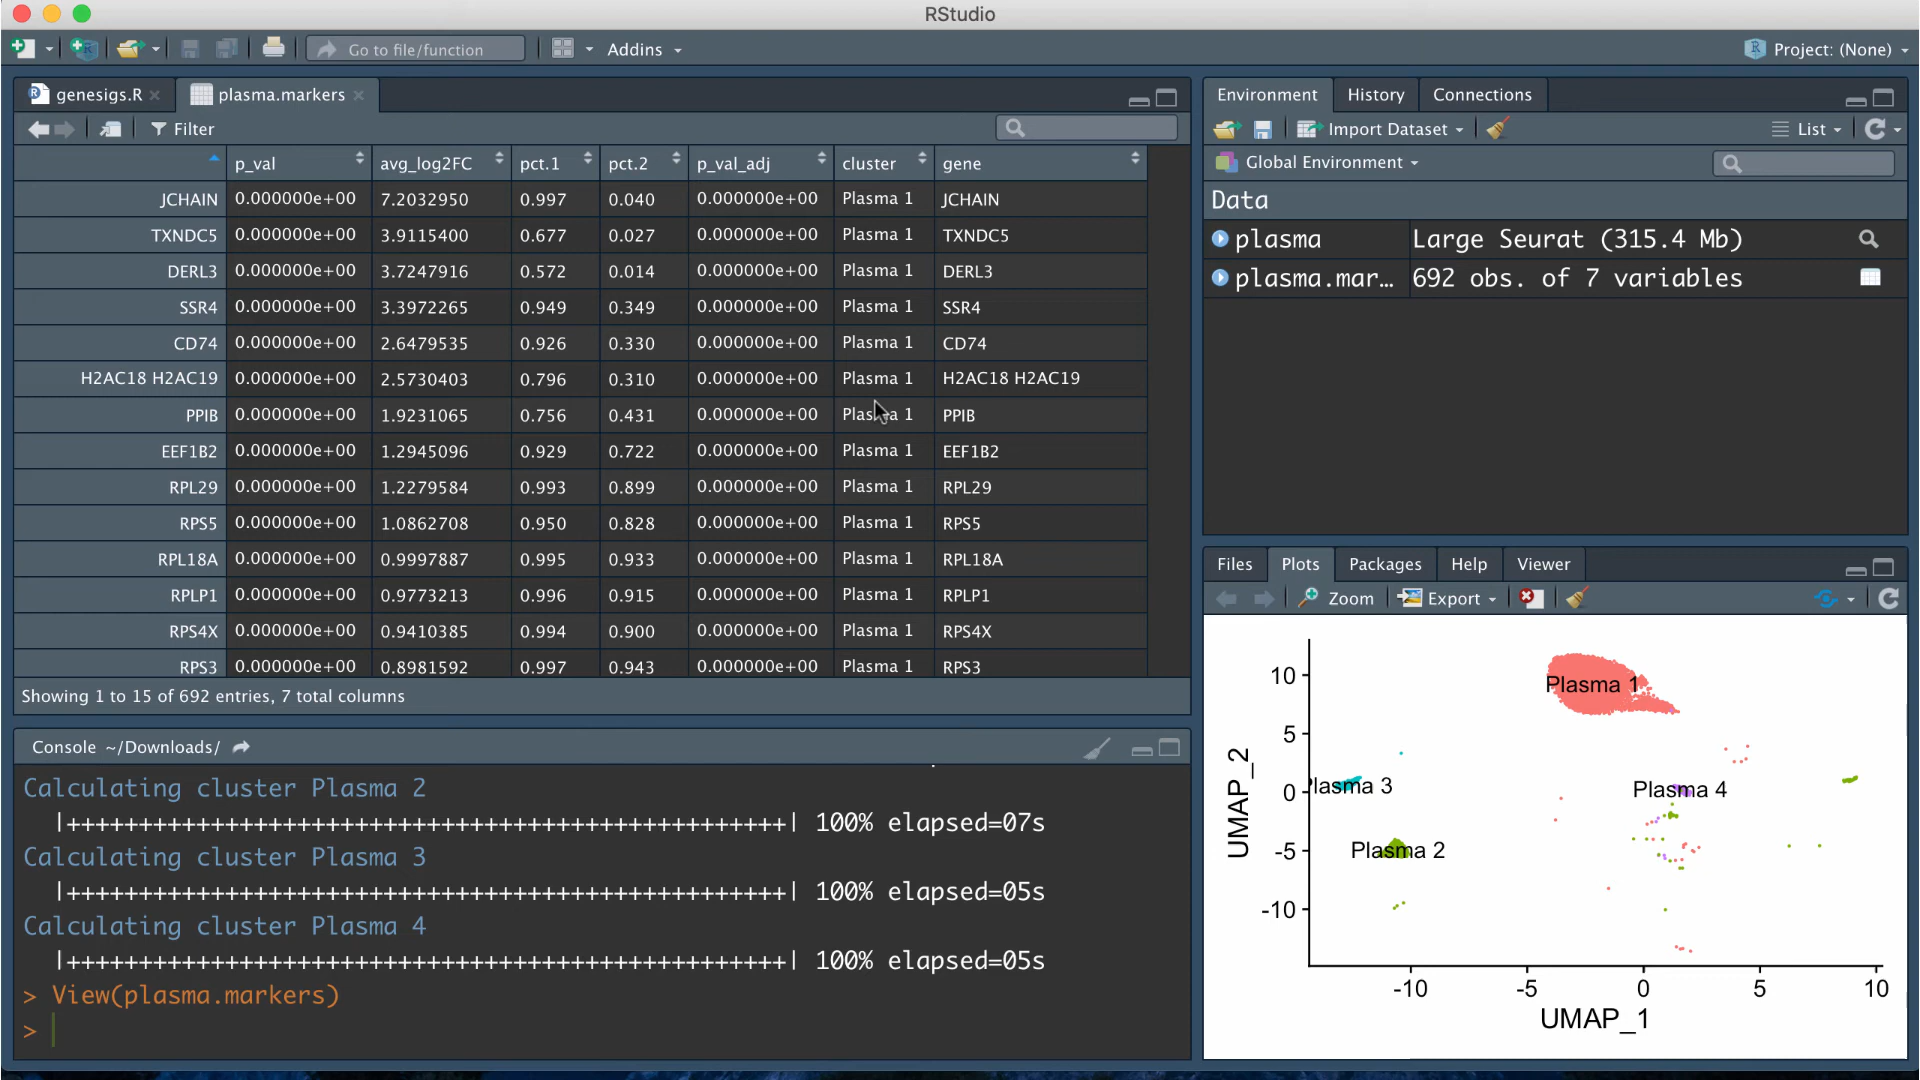 RStudio
Go to file/function
Addins
Project: (None)
genesigs.R
plasma.markers
Filter
p_val avg_log2FC pct.1 pct.2 p_val_adj cluster gene
JCHAIN 0.000000e+00 7.2032950 0.997 0.040 0.000000e+00 Plasma 1 JCHAIN
TXNDC5 0.000000e+00 3.9115400 0.677 0.027 0.000000e+00 Plasma 1 TXNDC5
DERL3 0.000000e+00 3.7247916 0.572 0.014 0.000000e+00 Plasma 1 DERL3
SSR4 0.000000e+00 3.3972265 0.949 0.349 0.000000e+00 Plasma 1 SSR4
CD74 0.000000e+00 2.6479535 0.926 0.330 0.000000e+00 Plasma 1 CD74
H2AC18 H2AC19 0.000000e+00 2.5730403 0.796 0.310 0.000000e+00 Plasma 1 H2AC18 H2AC19
PPIB 0.000000e+00 1.9231065 0.756 0.431 0.000000e+00 Plasma 1 PPIB
EEF1B2 0.000000e+00 1.2945096 0.929 0.722 0.000000e+00 Plasma 1 EEF1B2
RPL29 0.000000e+00 1.2279584 0.993 0.899 0.000000e+00 Plasma 1 RPL29
RPS5 0.000000e+00 1.0862708 0.950 0.828 0.000000e+00 Plasma 1 RPS5
RPL18A 0.000000e+00 0.9997887 0.995 0.933 0.000000e+00 Plasma 1 RPL18A
RPLP1 0.000000e+00 0.9773213 0.996 0.915 0.000000e+00 Plasma 1 RPLP1
RPS4X 0.000000e+00 0.9410385 0.994 0.900 0.000000e+00 Plasma 1 RPS4X
RPS3 0.000000e+00 0.8981592 0.997 0.943 0.000000e+00 Plasma 1 RPS3
Showing 1 to 15 of 692 entries, 7 total columns
Console ~/Downloads/
Calculating cluster Plasma 2
|++++++++++++++++++++++++++++++++++++++++++++++++++| 100% elapsed=07s
Calculating cluster Plasma 3
|++++++++++++++++++++++++++++++++++++++++++++++++++| 100% elapsed=05s
Calculating cluster Plasma 4
|++++++++++++++++++++++++++++++++++++++++++++++++++| 100% elapsed=05s
> View(plasma.markers)
>
Environment History Connections
Import Dataset
List
Global Environment
Data
plasma Large Seurat (315.4 Mb)
plasma.mar… 692 obs. of 7 variables
Files Plots Packages Help Viewer
Zoom Export
UMAP_2
10
5
0
-5
-10
Plasma 1
Plasma 3
Plasma 4
Plasma 2
-10 -5 0 5 10
UMAP_1